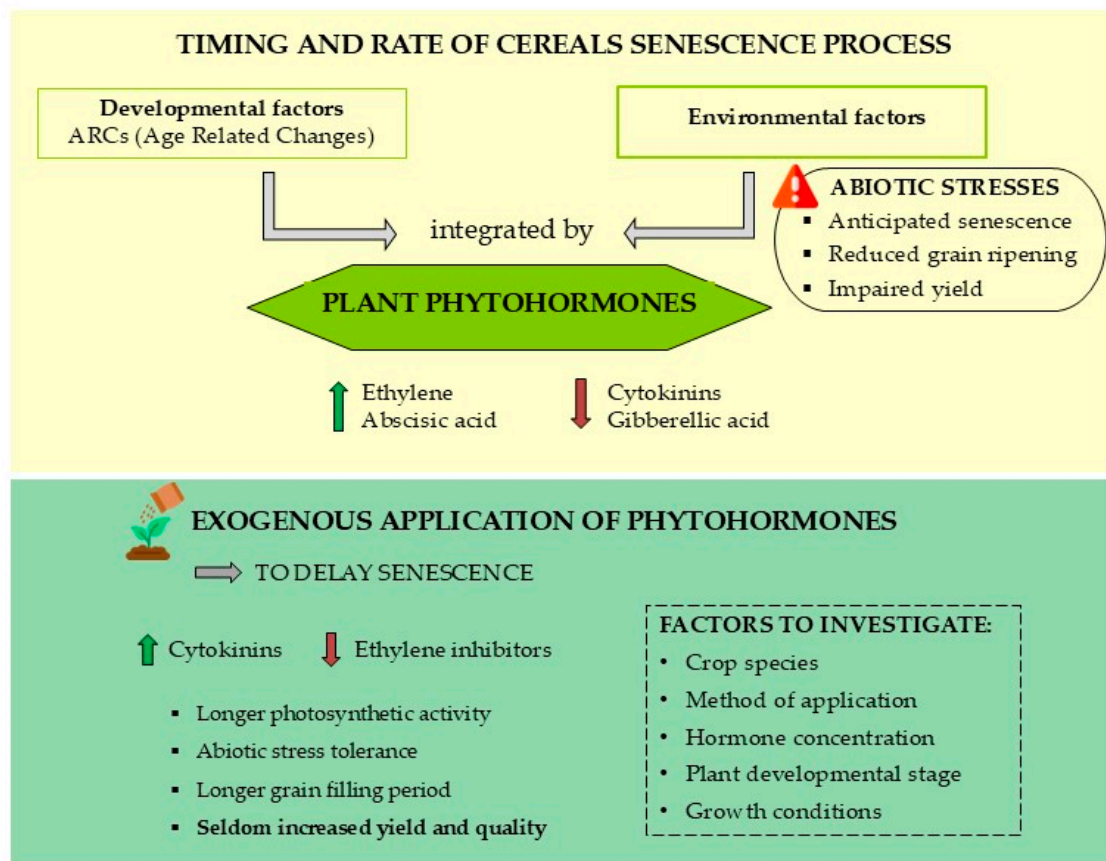 TIMING AND RATE OF CEREALS SENESCENCE PROCESS
Developmental factors
ARCs (Age Related Changes)
Environmental factors
ABIOTIC STRESSES
▪ Anticipated senescence
▪ Reduced grain ripening
▪ Impaired yield
integrated by
PLANT PHYTOHORMONES
Ethylene
Abscisic acid
Cytokinins
Gibberellic acid
EXOGENOUS APPLICATION OF PHYTOHORMONES
TO DELAY SENESCENCE
Cytokinins
Ethylene inhibitors
▪ Longer photosynthetic activity
▪ Abiotic stress tolerance
▪ Longer grain filling period
▪ Seldom increased yield and quality
FACTORS TO INVESTIGATE:
• Crop species
• Method of application
• Hormone concentration
• Plant developmental stage
• Growth conditions